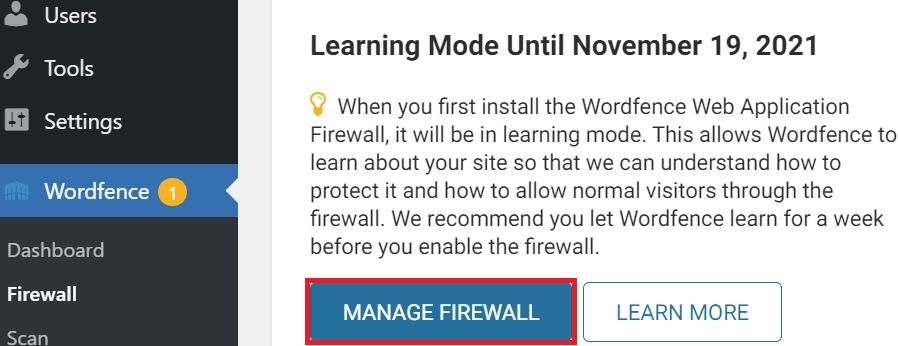 Users
Tools
Settings
Wordfence 1
Dashboard
Firewall
Scan
Learning Mode Until November 19, 2021
When you first install the Wordfence Web Application
Firewall, it will be in learning mode. This allows Wordfence to
learn about your site so that we can understand how to
protect it and how to allow normal visitors through the
firewall. We recommend you let Wordfence learn for a week
before you enable the firewall.
MANAGE FIREWALL
LEARN MORE